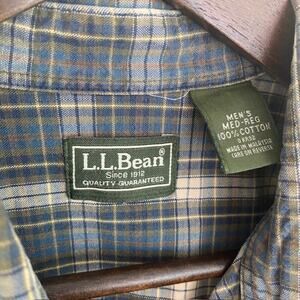 L.L.Bean®
Since 1912
QUALITY GUARANTEED
MEN'S
MED-REG
100% COTTON
MADE IN MALAYSIA
CARE ON REVERSE